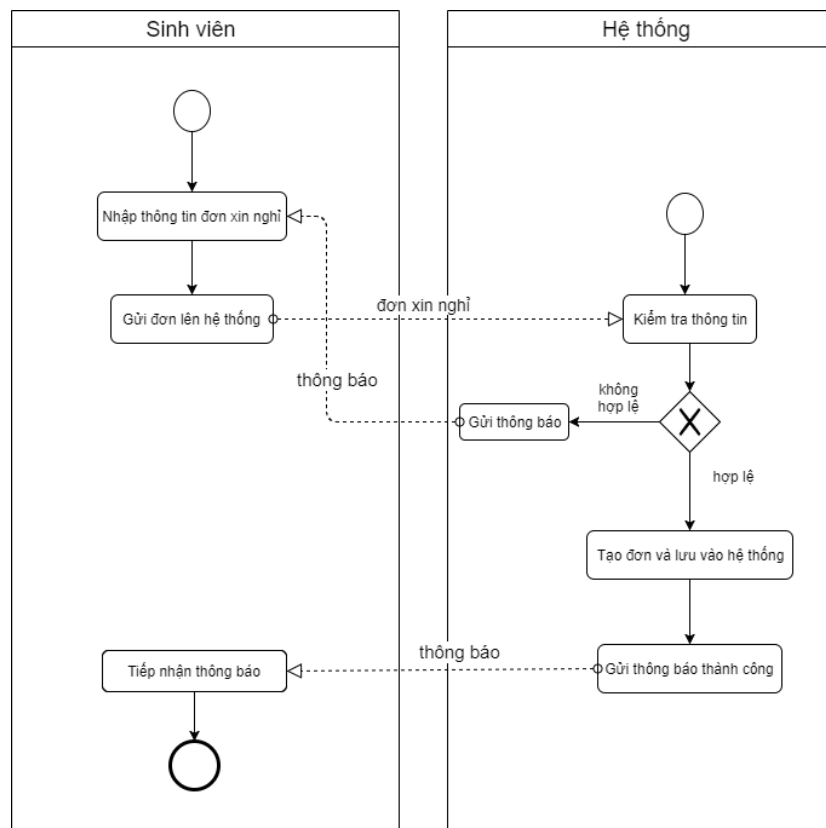 Sinh viên
Hệ thống
Nhập thông tin đơn xin nghỉ
Gửi đơn lên hệ thống
đơn xin nghỉ
Kiểm tra thông tin
thông báo
không
hợp lệ
Gửi thông báo
hợp lệ
Tạo đơn và lưu vào hệ thống
thông báo
Tiếp nhận thông báo
Gửi thông báo thành công